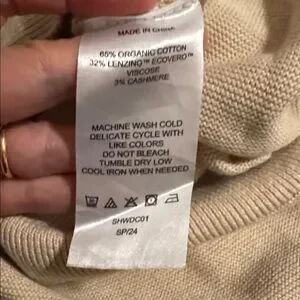 MADE IN CHINA
65% ORGANIC COTTON
32% LENZING™ ECOVERO™
VISCOSE
3% CASHMERE
MACHINE WASH COLD
DELICATE CYCLE WITH
LIKE COLORS
DO NOT BLEACH
TUMBLE DRY LOW
COOL IRON WHEN NEEDED
SHWDC01
SP/24